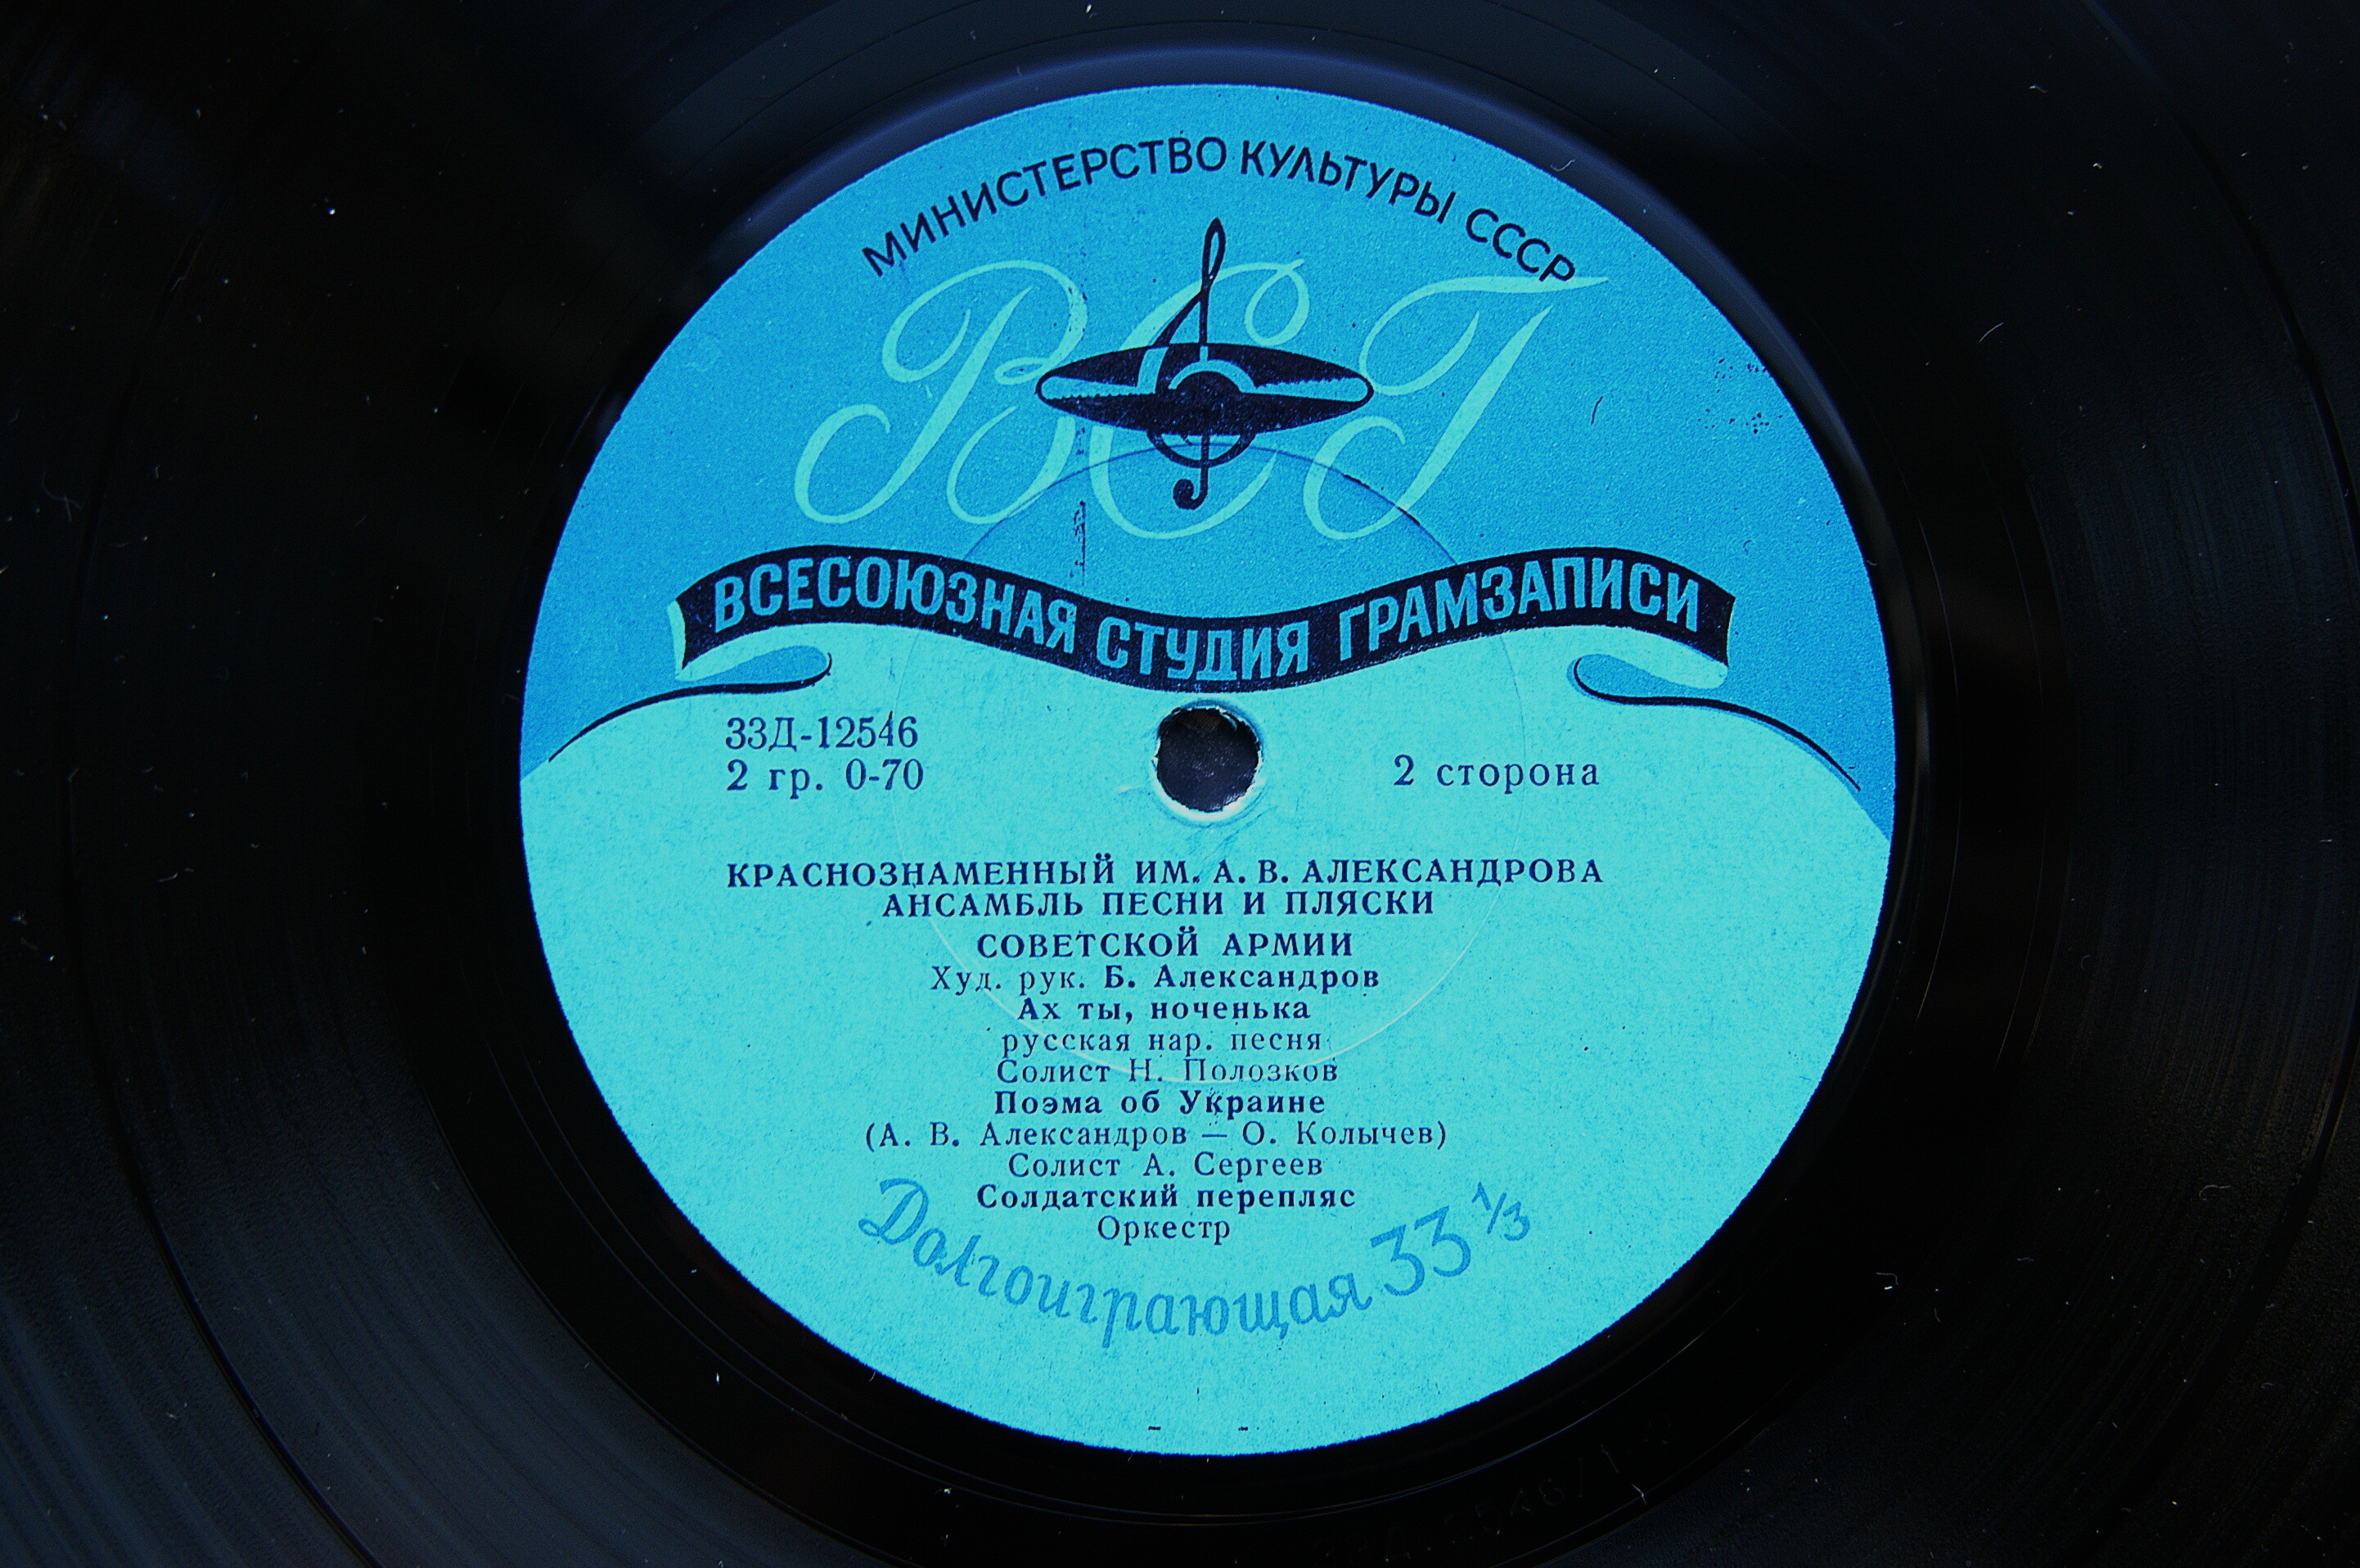 МИНИСТЕРСТВО КУЛЬТУРЫ СССР
ВСГ
ВСЕСОЮЗНАЯ СТУДИЯ ГРАМЗАПИСИ
33Д-12546
2 гр. 0-70
2 сторона
КРАСНОЗНАМЕННЫЙ ИМ. А. В. АЛЕКСАНДРОВА
АНСАМБЛЬ ПЕСНИ И ПЛЯСКИ
СОВЕТСКОЙ АРМИИ
Худ. рук. Б. Александров
Ах ты, ноченька
русская нар. песня
Солист Н. Полозков
Поэма об Украине
(А. В. Александров — О. Колычев)
Солист А. Сергеев
Солдатский перепляс
Оркестр
Долгоиграющая 33 1/3